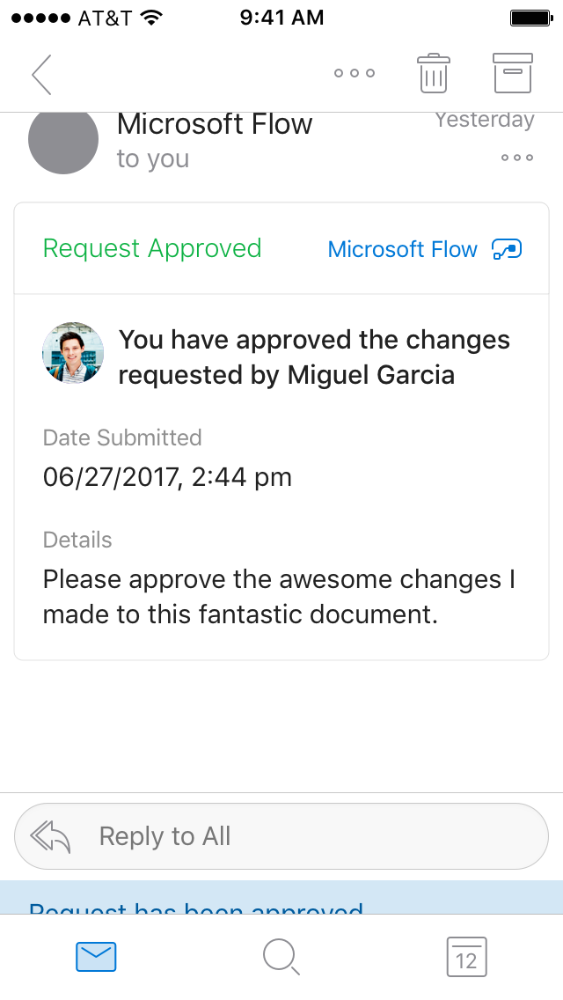 AT&T 9:41 AM
Microsoft Flow
Yesterday
to you
Request Approved
Microsoft Flow
You have approved the changes
requested by Miguel Garcia
Date Submitted
06/27/2017, 2:44 pm
Details
Please approve the awesome changes I
made to this fantastic document.
Reply to All
Request has been approved
12